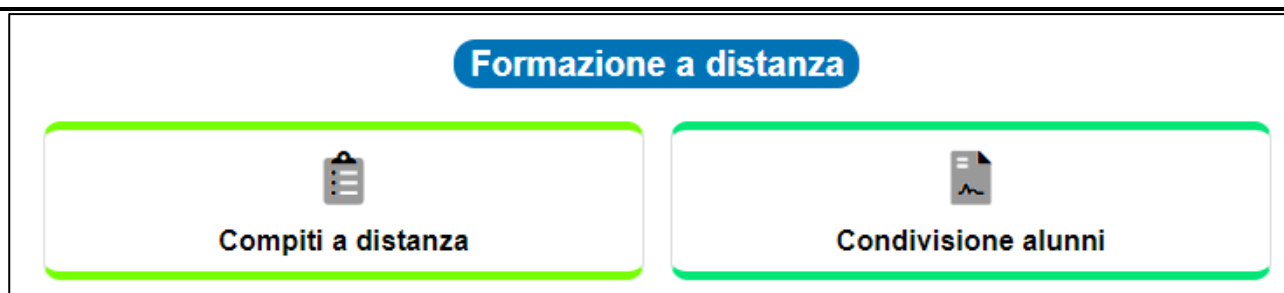 Formazione a distanza
Compiti a distanza
Condivisione alunni